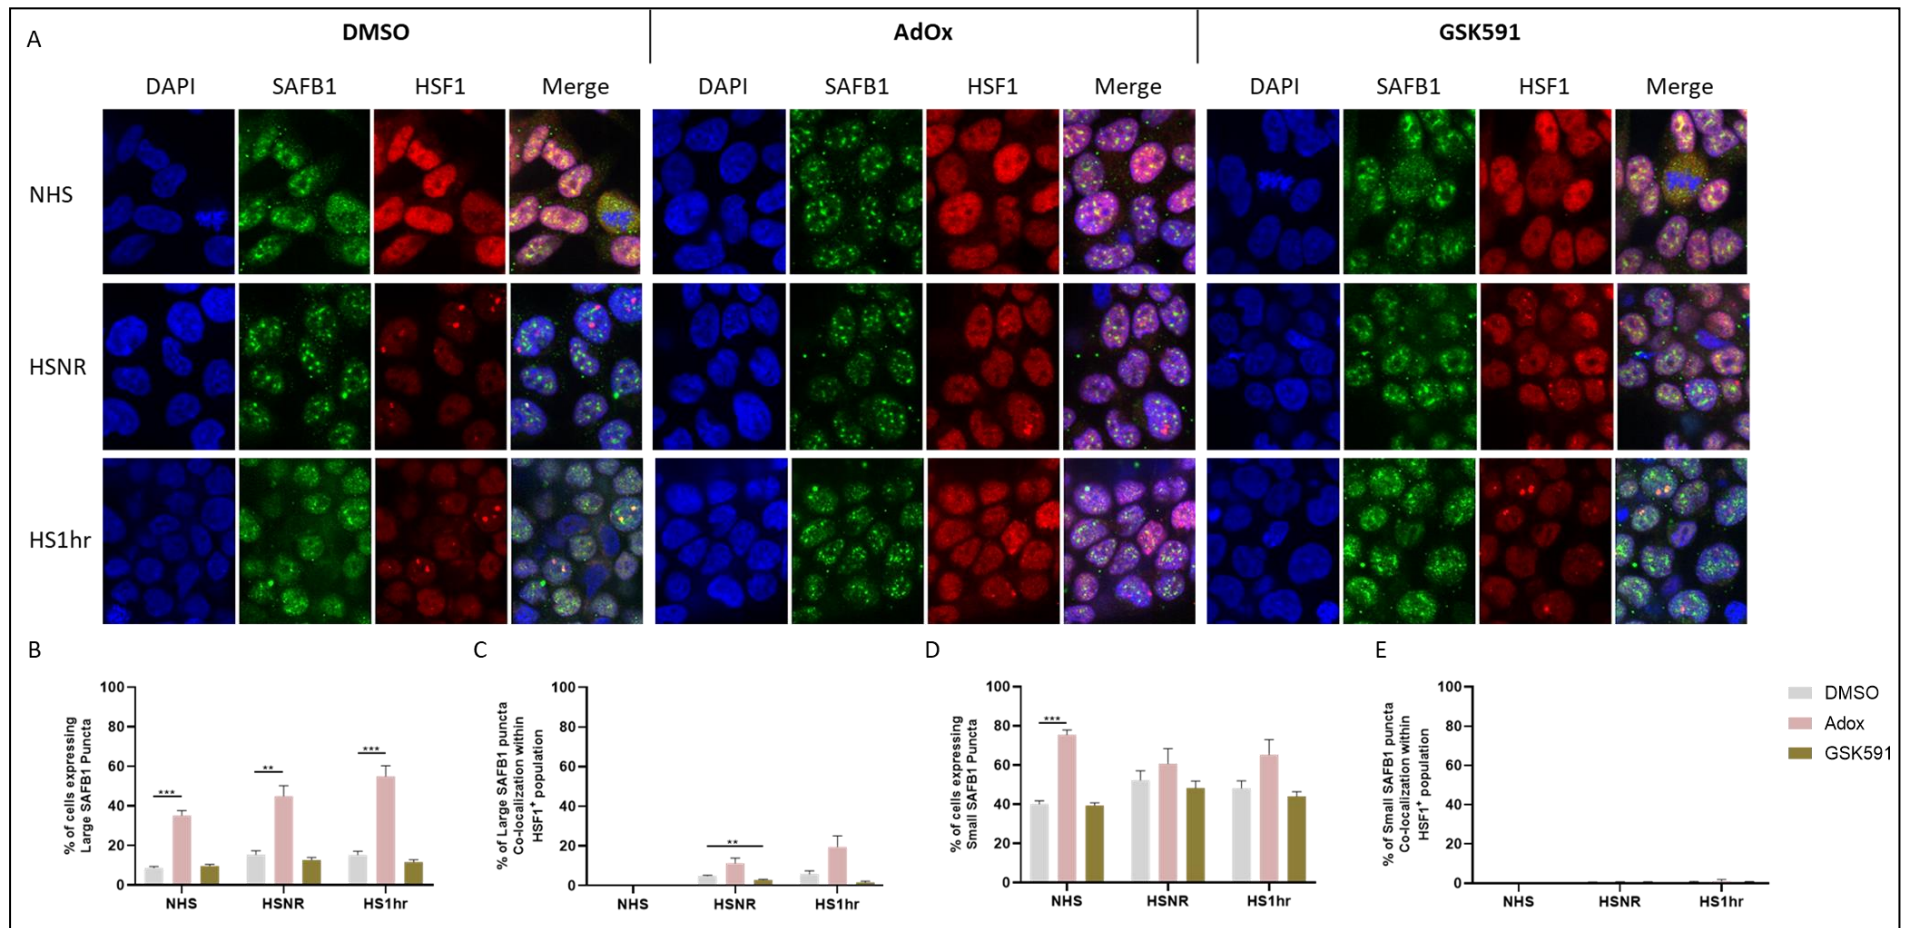 A
DMSO AdOx GSK591
DAPI SAFB1 HSF1 Merge DAPI SAFB1 HSF1 Merge DAPI SAFB1 HSF1 Merge
NHS
HSNR
HS1hr
B
% of cells expressing
Large SAFB1 Puncta
100
80
60
40
20
0
***
**
***
NHS HSNR HS1hr
C
% of Large SAFB1 puncta
Co-localization within
HSF1+ population
100
80
60
40
20
0
**
NHS HSNR HS1hr
D
% of cells expressing
Small SAFB1 Puncta
100
80
60
40
20
0
***
NHS HSNR HS1hr
E
% of Small SAFB1 puncta
Co-localization within
HSF1+ population
100
80
60
40
20
0
NHS HSNR HS1hr
DMSO
Adox
GSK591